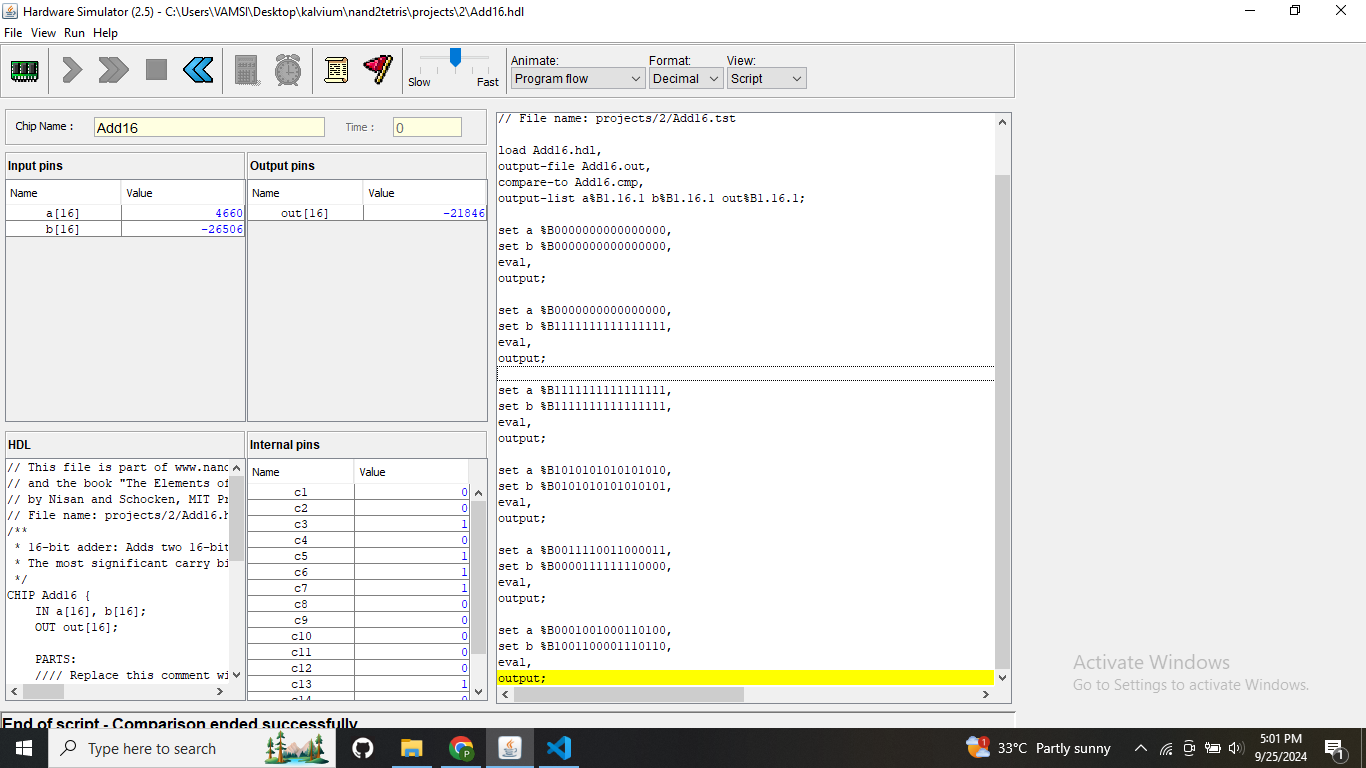 Hardware Simulator (2.5) - C:\Users\VAMSI\Desktop\kalvium\nand2tetris\projects\2\Add16.hdl
File View Run Help
Slow Fast
Animate: Format: View:
Program flow Decimal Script
Chip Name : Add16 Time : 0
Input pins
Name Value
a[16] 4660
b[16] -26506
Output pins
Name Value
out[16] -21846
HDL
// This file is part of www.nand
// and the book "The Elements of
// by Nisan and Schocken, MIT Pr
// File name: projects/2/Add16.h
/**
* 16-bit adder: Adds two 16-bit
* The most significant carry bi
*/
CHIP Add16 {
IN a[16], b[16];
OUT out[16];
PARTS:
//// Replace this comment wi
Internal pins
Name Value
c1 0
c2 0
c3 1
c4 0
c5 1
c6 1
c7 1
c8 0
c9 0
c10 0
c11 0
c12 0
c13 1
c14 0
// File name: projects/2/Add16.tst
load Add16.hdl,
output-file Add16.out,
compare-to Add16.cmp,
output-list a%B1.16.1 b%B1.16.1 out%B1.16.1;
set a %B0000000000000000,
set b %B0000000000000000,
eval,
output;
set a %B0000000000000000,
set b %B1111111111111111,
eval,
output;
set a %B1111111111111111,
set b %B1111111111111111,
eval,
output;
set a %B1010101010101010,
set b %B0101010101010101,
eval,
output;
set a %B0011110011000011,
set b %B0000111111110000,
eval,
output;
set a %B0001001000110100,
set b %B1001100001110110,
eval,
output;
End of script - Comparison ended successfully
Activate Windows
Go to Settings to activate Windows.
Type here to search
1
33°C Partly sunny
5:01 PM
9/25/2024
1